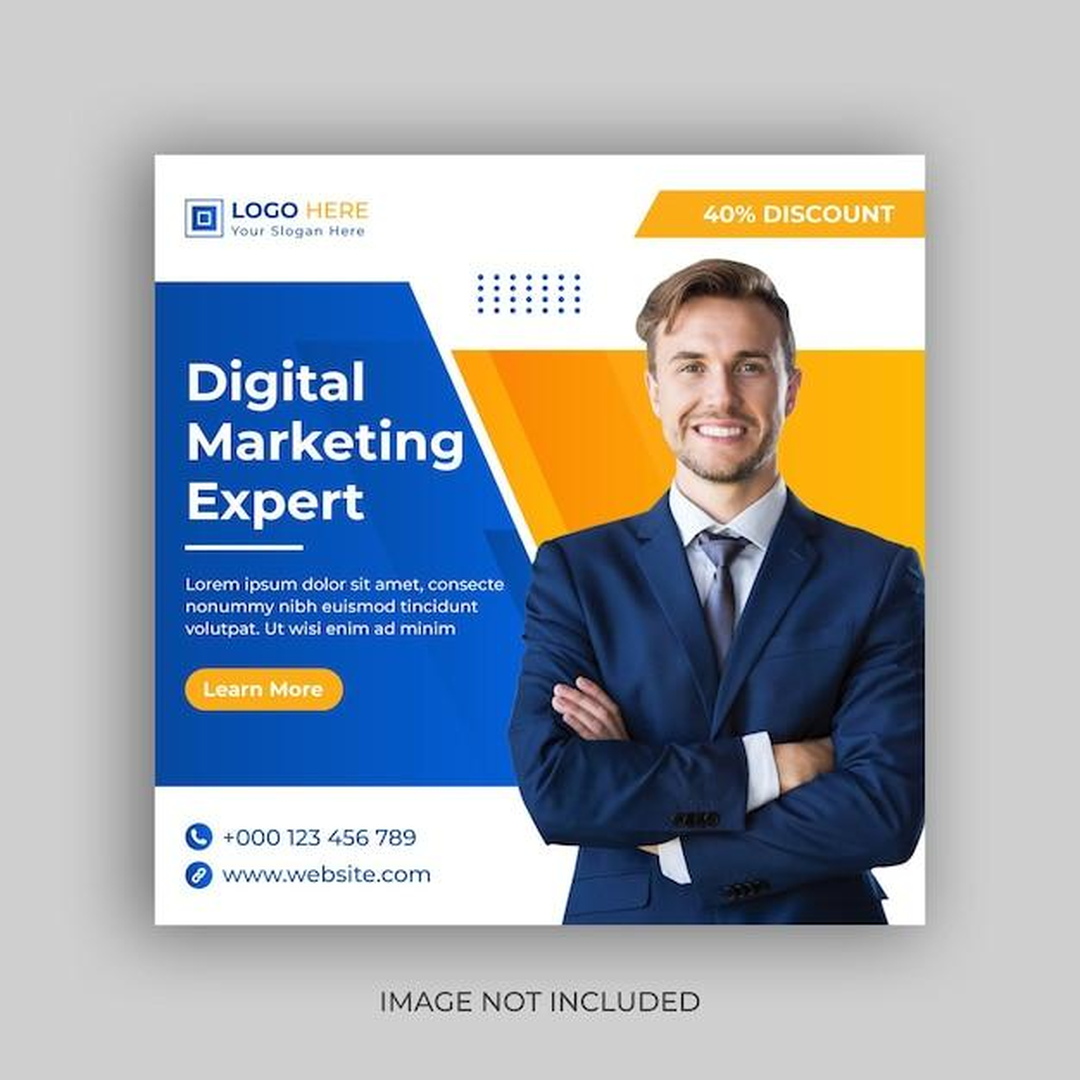 LOGO HERE
Your Slogan Here
40% DISCOUNT
Digital
Marketing
Expert
Lorem ipsum dolor sit amet, consecte
nonummy nibh euismod tincidunt
volutpat. Ut wisi enim ad minim
Learn More
+000 123 456 789
www.website.com
IMAGE NOT INCLUDED